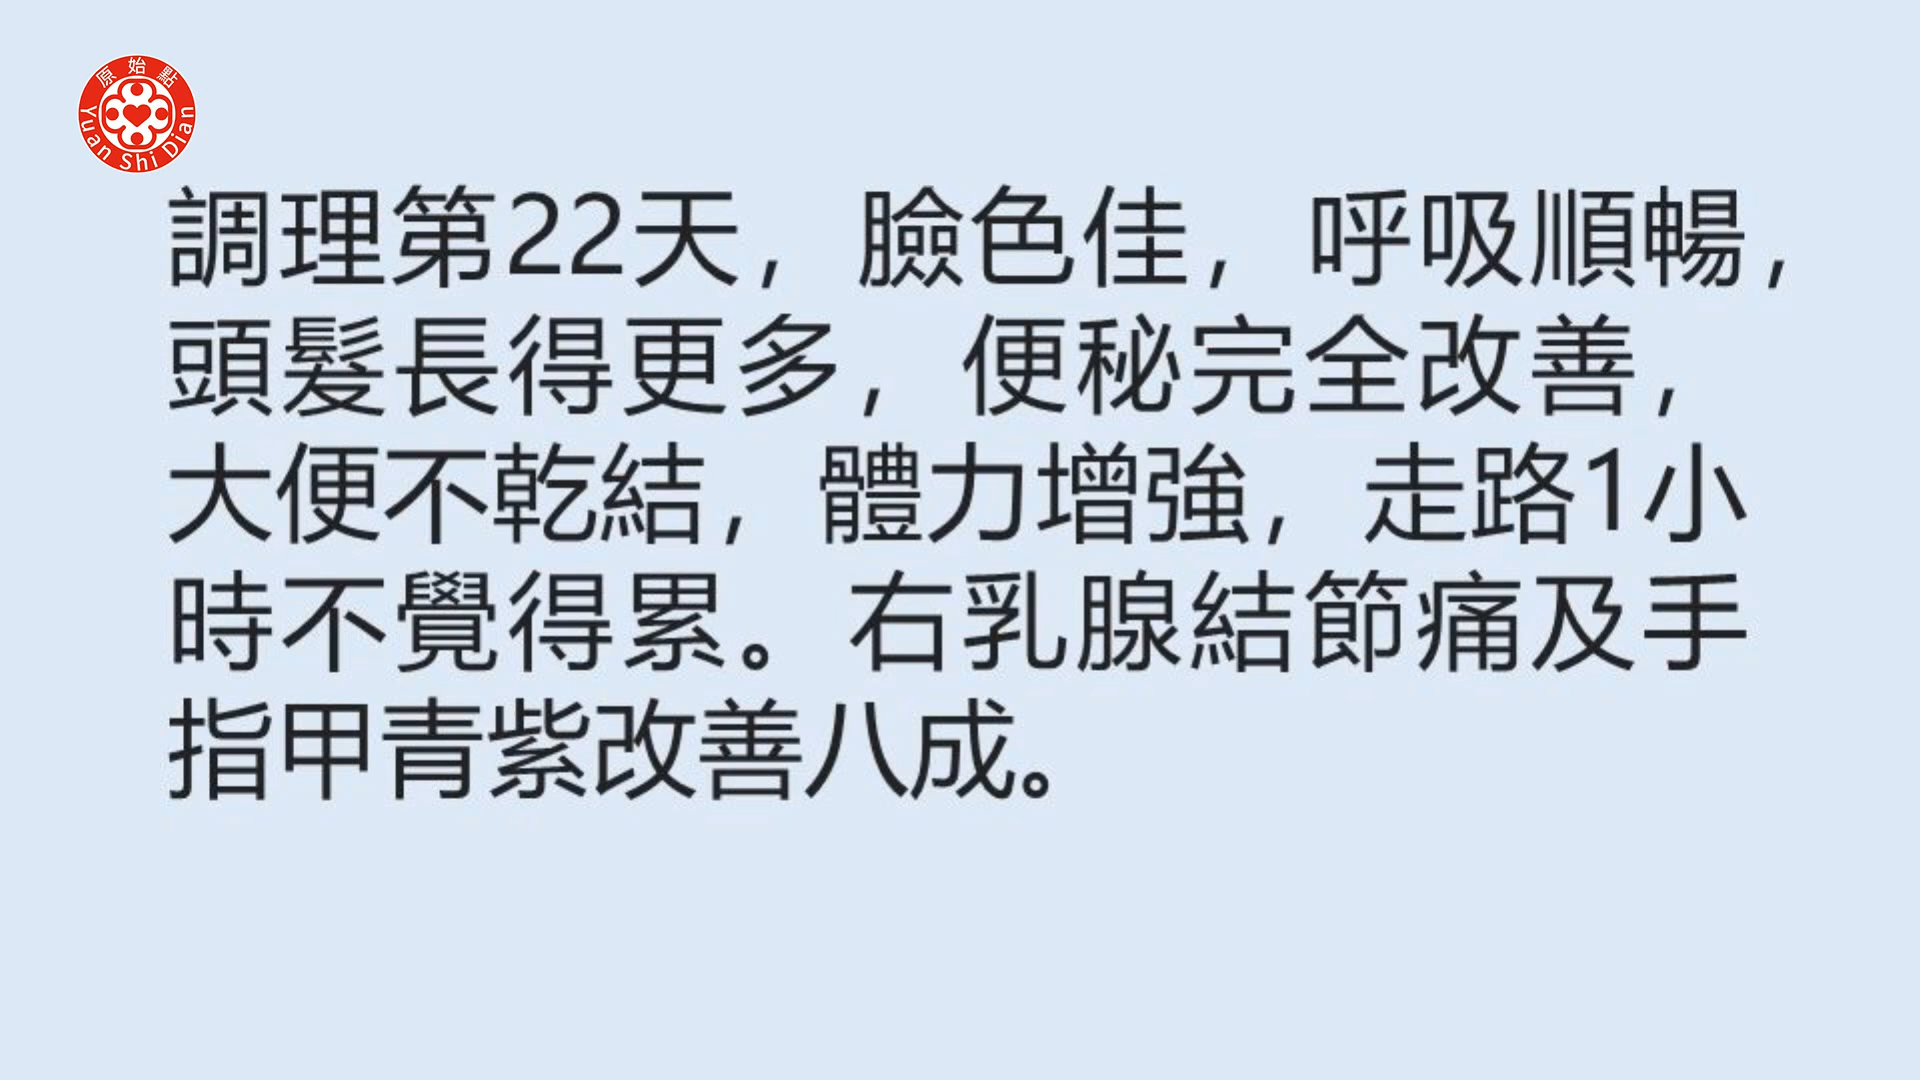 原始點
Yuan Shi Dian
調理第22天，臉色佳，呼吸順暢，
頭髮長得更多，便秘完全改善，
大便不乾結，體力增強，走路1小
時不覺得累。右乳腺結節痛及手
指甲青紫改善八成。